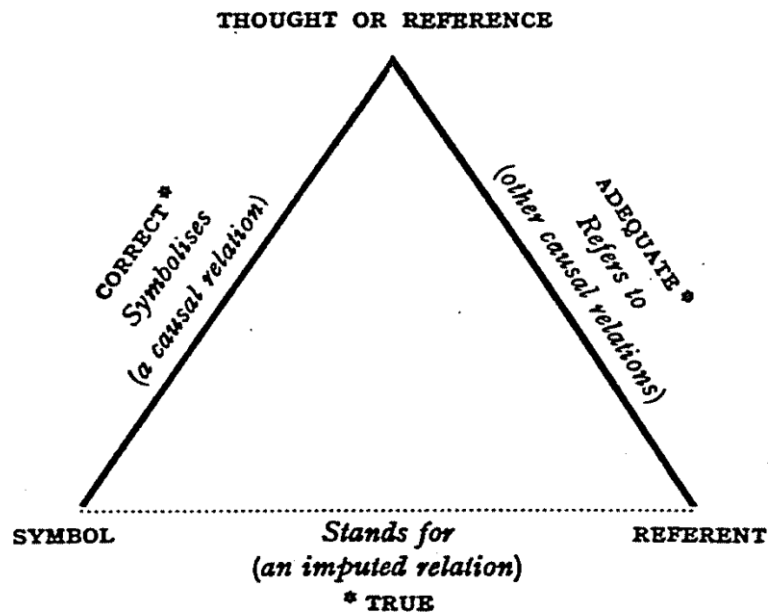 THOUGHT OR REFERENCE
CORRECT *
Symbolises
(a causal relation)
ADEQUATE *
Refers to
(other causal relations)
SYMBOL
Stands for
(an imputed relation)
* TRUE
REFERENT